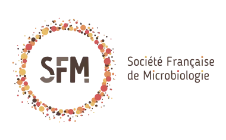 SFM
Société Française
de Microbiologie